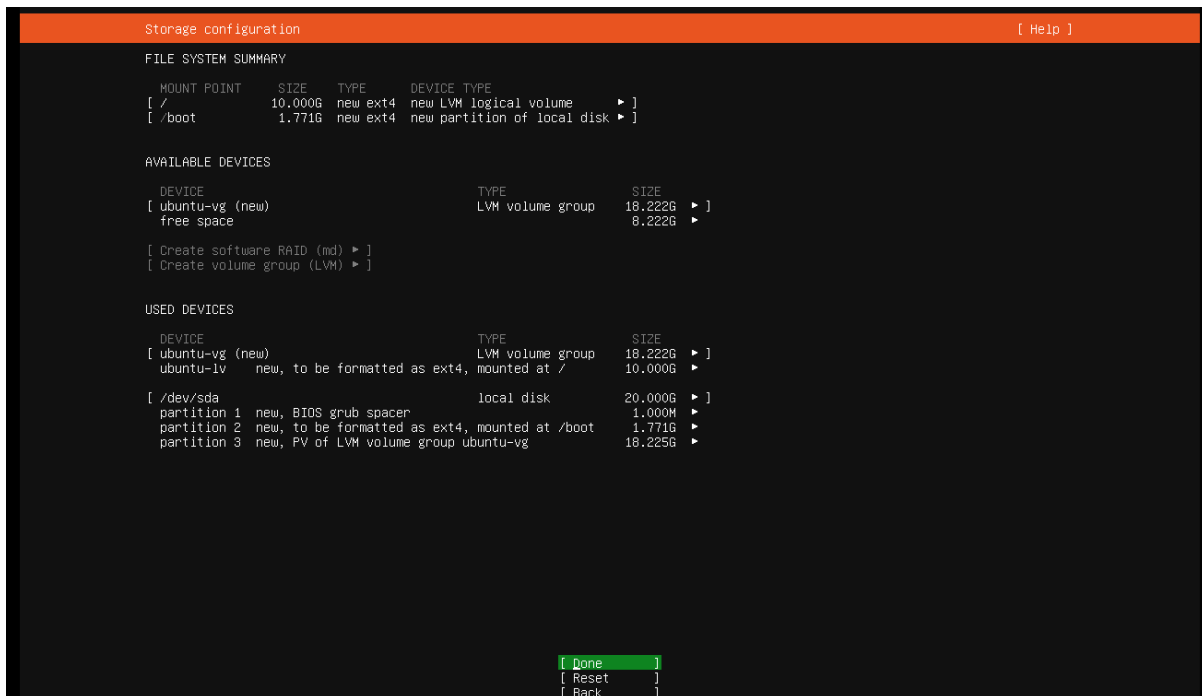 Storage configuration [ Help ]
FILE SYSTEM SUMMARY
MOUNT POINT SIZE TYPE DEVICE TYPE
[ / 10.000G new ext4 new LVM logical volume ▸ ]
[ /boot 1.771G new ext4 new partition of local disk ▸ ]
AVAILABLE DEVICES
DEVICE TYPE SIZE
[ ubuntu-vg (new) LVM volume group 18.222G ▸ ]
free space 8.222G ▸
[ Create software RAID (md) ▸ ]
[ Create volume group (LVM) ▸ ]
USED DEVICES
DEVICE TYPE SIZE
[ ubuntu-vg (new) LVM volume group 18.222G ▸ ]
ubuntu-lv new, to be formatted as ext4, mounted at / 10.000G ▸
[ /dev/sda local disk 20.000G ▸ ]
partition 1 new, BIOS grub spacer 1.000M ▸
partition 2 new, to be formatted as ext4, mounted at /boot 1.771G ▸
partition 3 new, PV of LVM volume group ubuntu-vg 18.225G ▸
[ Done ]
[ Reset ]
[ Back ]